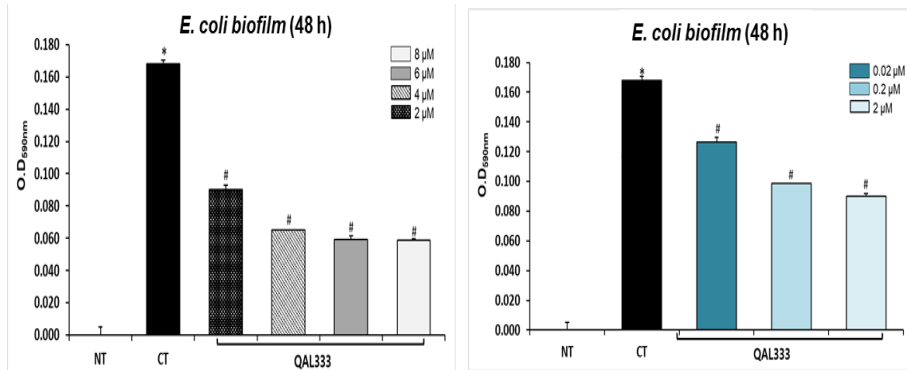 E. coli biofilm (48 h)
O.D590nm
0.180
0.160
0.140
0.120
0.100
0.080
0.060
0.040
0.020
0.000
*
#
#
#
#
8 µM
6 µM
4 µM
2 µM
NT
CT
QAL333
E. coli biofilm (48 h)
O.D590nm
0.200
0.180
0.160
0.140
0.120
0.100
0.080
0.060
0.040
0.020
0.000
*
#
#
#
0.02 µM
0.2 µM
2 µM
NT
CT
QAL333